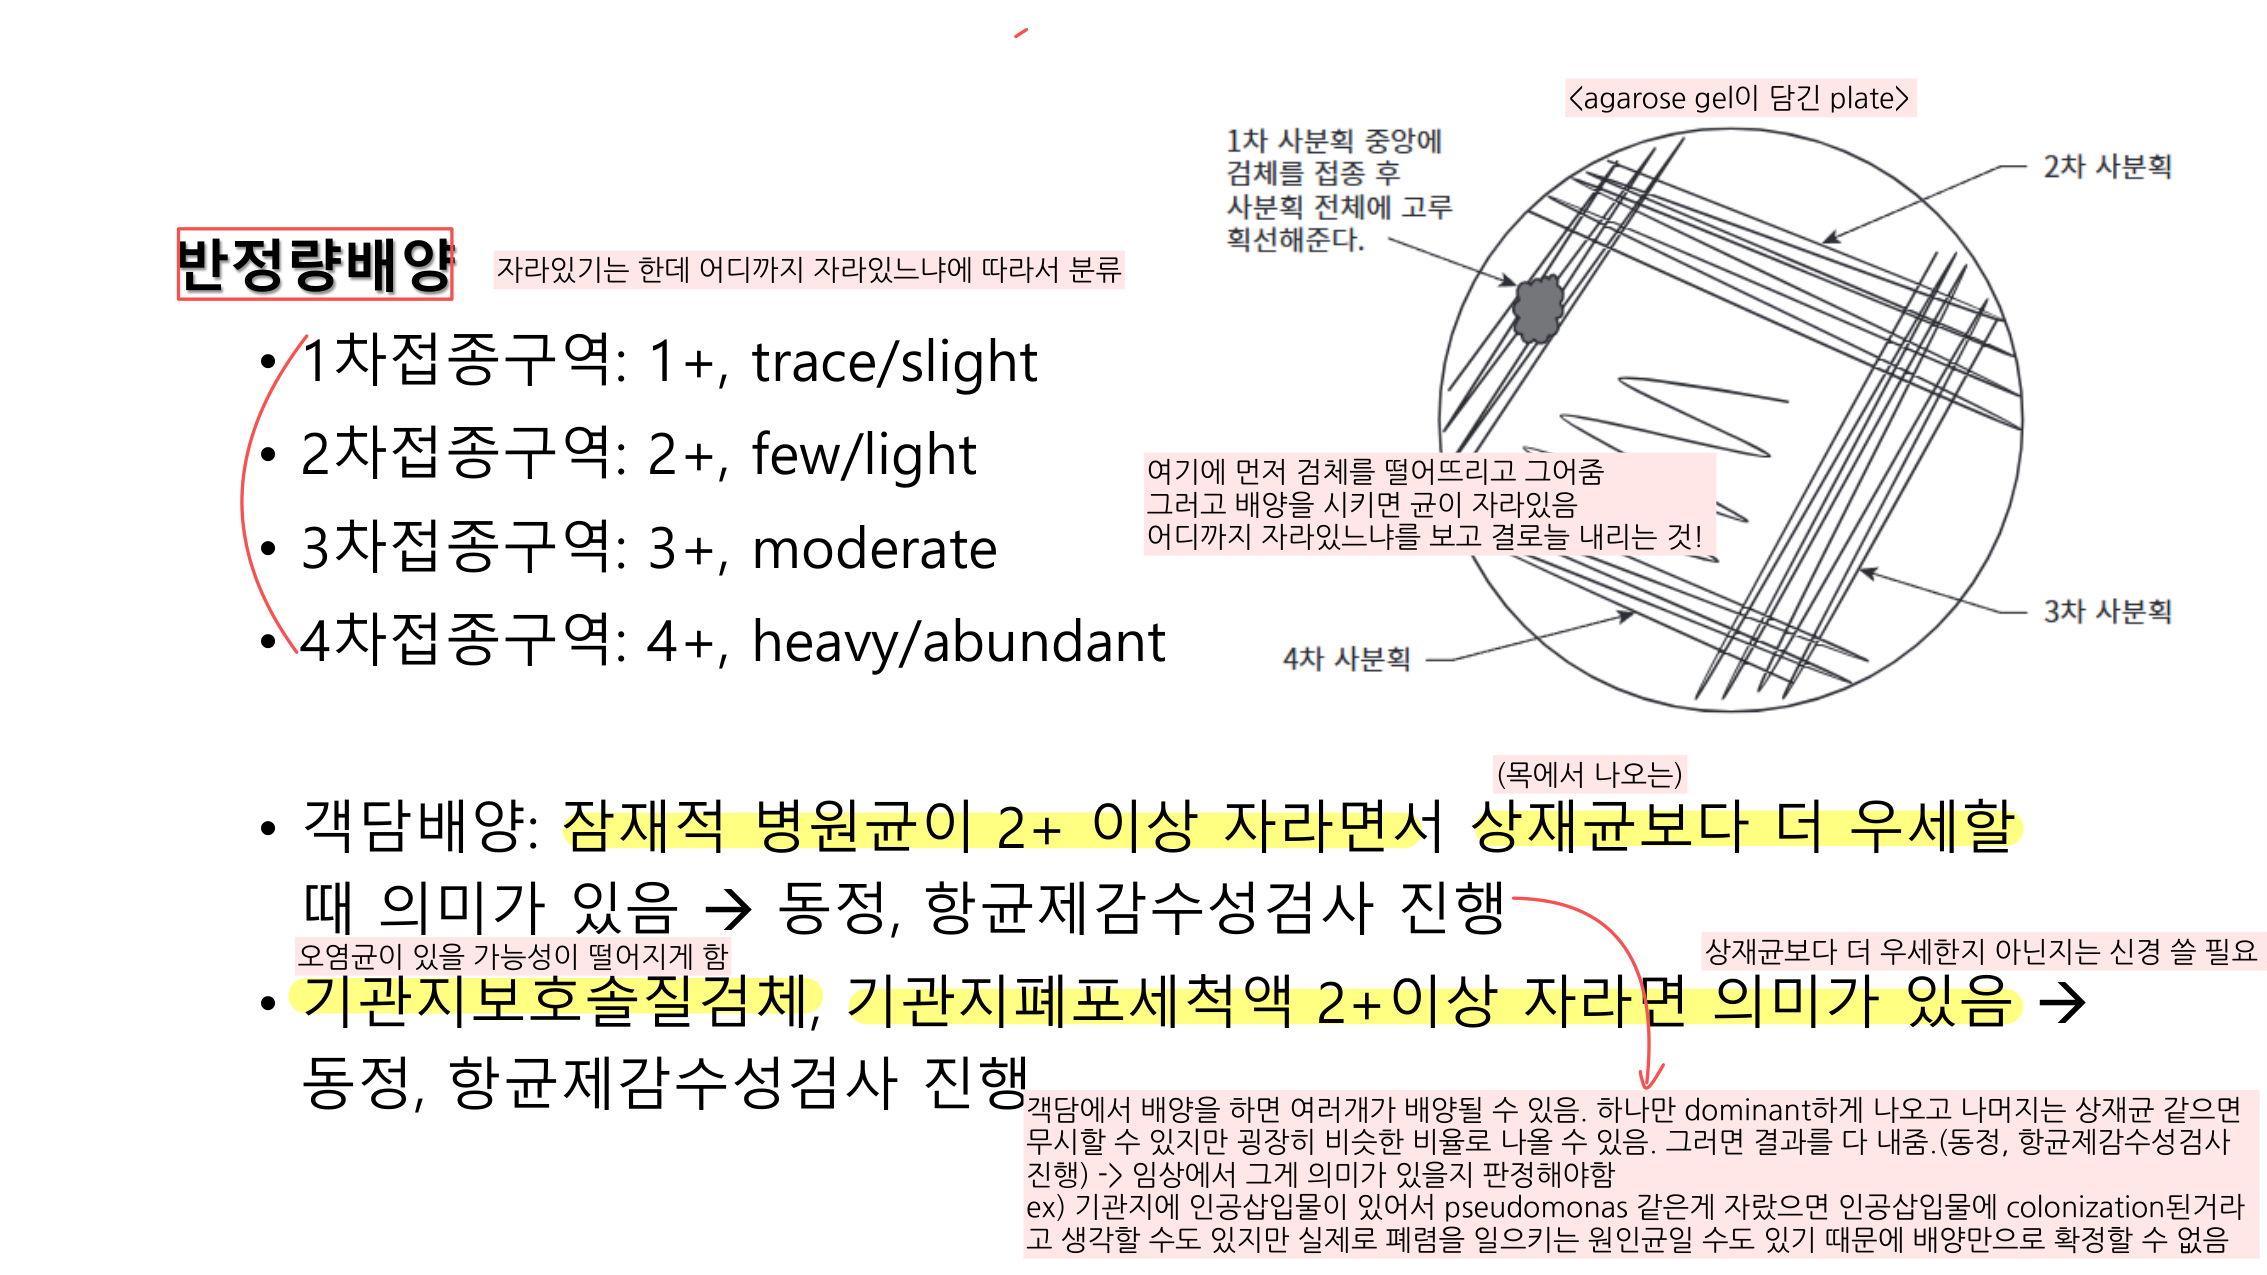 <agarose gel이 담긴 plate>
1차 사분획 중앙에
검체를 접종 후
사분획 전체에 고루
획선해준다.
2차 사분획
반정량배양
자라있기는 한데 어디까지 자라있느냐에 따라서 분류
• 1차접종구역: 1+, trace/slight
• 2차접종구역: 2+, few/light
• 3차접종구역: 3+, moderate
• 4차접종구역: 4+, heavy/abundant
여기에 먼저 검체를 떨어뜨리고 그어줌
그러고 배양을 시키면 균이 자라있음
어디까지 자라있느냐를 보고 결로늘 내리는 것!
3차 사분획
4차 사분획
(목에서 나오는)
• 객담배양: 잠재적 병원균이 2+ 이상 자라면서 상재균보다 더 우세할
때 의미가 있음 → 동정, 항균제감수성검사 진행
오염균이 있을 가능성이 떨어지게 함
상재균보다 더 우세한지 아닌지는 신경 쓸 필요
• 기관지보호솔질검체, 기관지폐포세척액 2+이상 자라면 의미가 있음 →
동정, 항균제감수성검사 진행
객담에서 배양을 하면 여러개가 배양될 수 있음. 하나만 dominant하게 나오고 나머지는 상재균 같으면
무시할 수 있지만 굉장히 비슷한 비율로 나올 수 있음. 그러면 결과를 다 내줌.(동정, 항균제감수성검사
진행) -> 임상에서 그게 의미가 있을지 판정해야함
ex) 기관지에 인공삽입물이 있어서 pseudomonas 같은게 자랐으면 인공삽입물에 colonization된거라
고 생각할 수도 있지만 실제로 폐렴을 일으키는 원인균일 수도 있기 때문에 배양만으로 확정할 수 없음